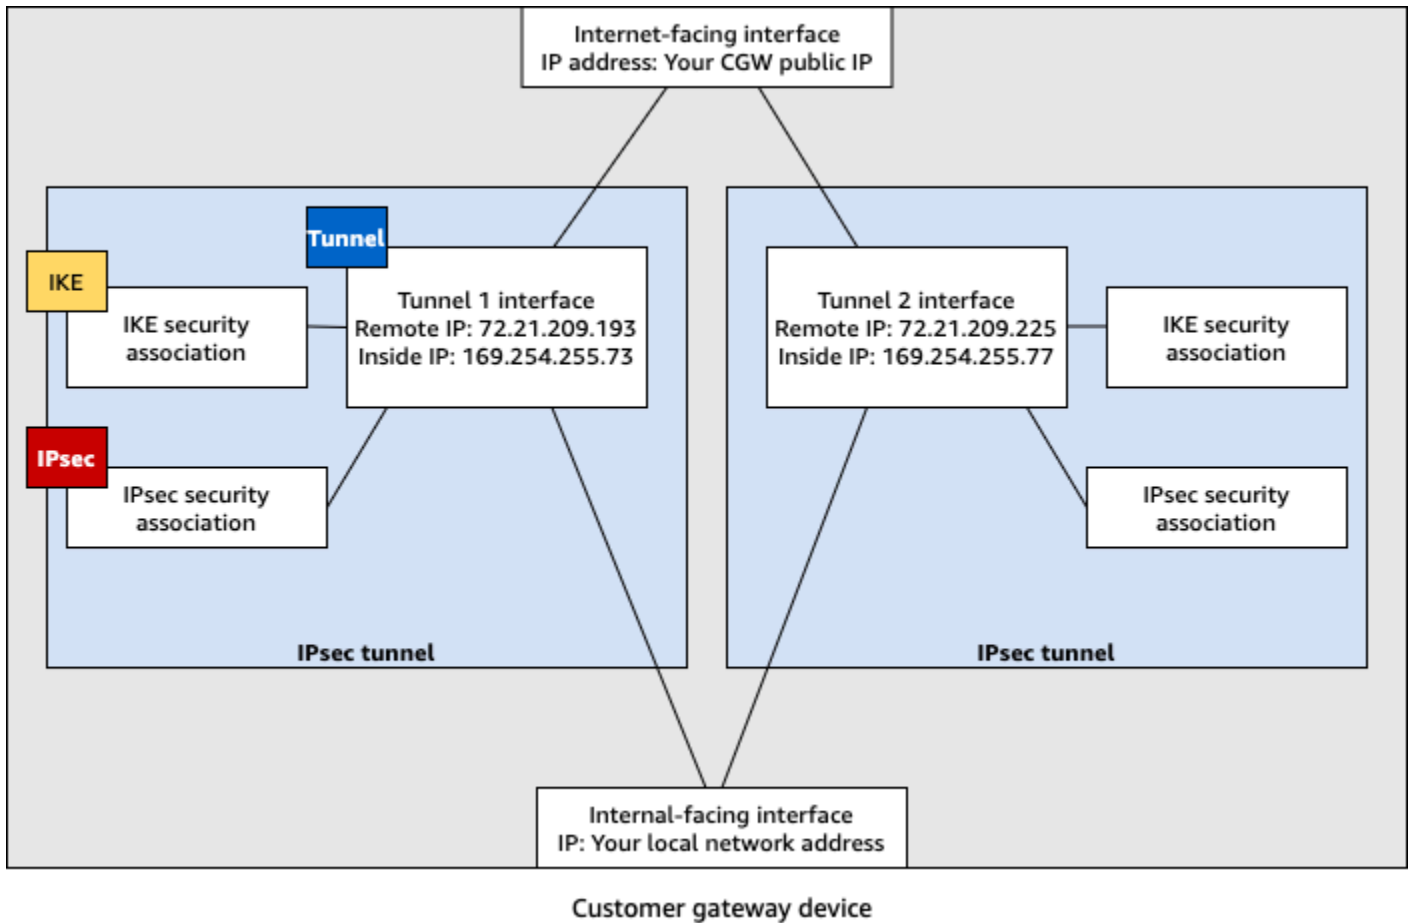 Internet-facing interface
IP address: Your CGW public IP
Tunnel
IKE
IKE security
association
Tunnel 1 interface
Remote IP: 72.21.209.193
Inside IP: 169.254.255.73
IPsec
IPsec security
association
IPsec tunnel
Tunnel 2 interface
Remote IP: 72.21.209.225
Inside IP: 169.254.255.77
IKE security
association
IPsec security
association
IPsec tunnel
Internal-facing interface
IP: Your local network address
Customer gateway device